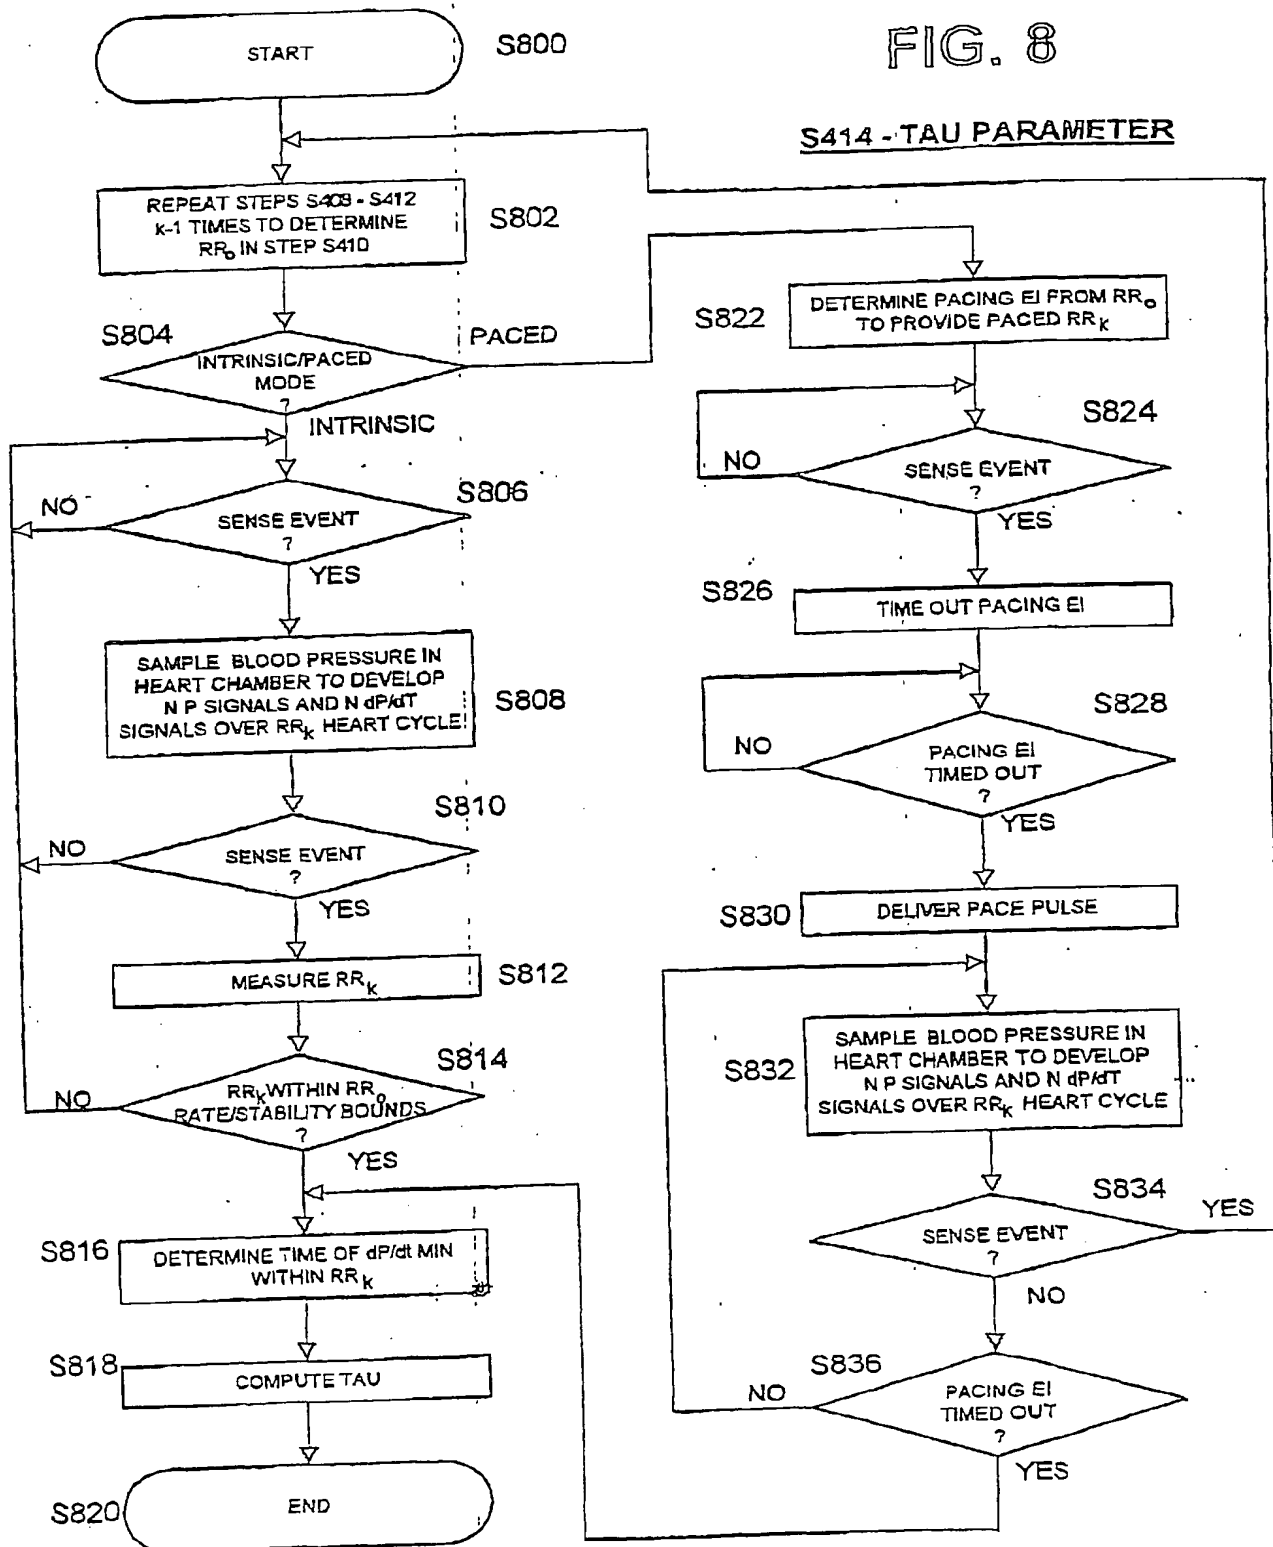 FIG. 8
S414 - TAU PARAMETER
START
S800
REPEAT STEPS S408 - S412
k-1 TIMES TO DETERMINE
RRo IN STEP S410
S802
S804
INTRINSIC/PACED
MODE
?
PACED
INTRINSIC
S806
NO
SENSE EVENT
?
YES
SAMPLE BLOOD PRESSURE IN
HEART CHAMBER TO DEVELOP
N P SIGNALS AND N dP/dT
SIGNALS OVER RRk HEART CYCLE
S808
S810
NO
SENSE EVENT
?
YES
MEASURE RRk
S812
S814
NO
RRk WITHIN RRo
RATE/STABILITY BOUNDS
?
YES
S816
DETERMINE TIME OF dP/dt MIN
WITHIN RRk
S818
COMPUTE TAU
S820
END
S822
DETERMINE PACING EI FROM RRo
TO PROVIDE PACED RRk
S824
NO
SENSE EVENT
?
YES
S826
TIME OUT PACING EI
S828
NO
PACING EI
TIMED OUT
?
YES
S830
DELIVER PACE PULSE
S832
SAMPLE BLOOD PRESSURE IN
HEART CHAMBER TO DEVELOP
N P SIGNALS AND N dP/dT
SIGNALS OVER RRk HEART CYCLE
S834
YES
SENSE EVENT
?
NO
S836
NO
PACING EI
TIMED OUT
?
YES